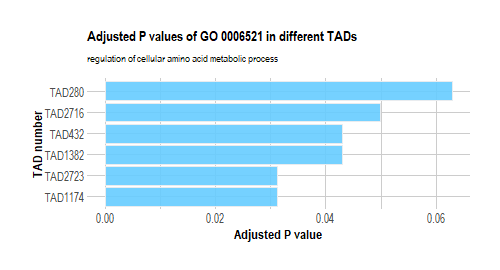 Adjusted P values of GO 0006521 in different TADs
regulation of cellular amino acid metabolic process
TAD number
TAD280
TAD2716
TAD432
TAD1382
TAD2723
TAD1174
0.00 0.02 0.04 0.06
Adjusted P value